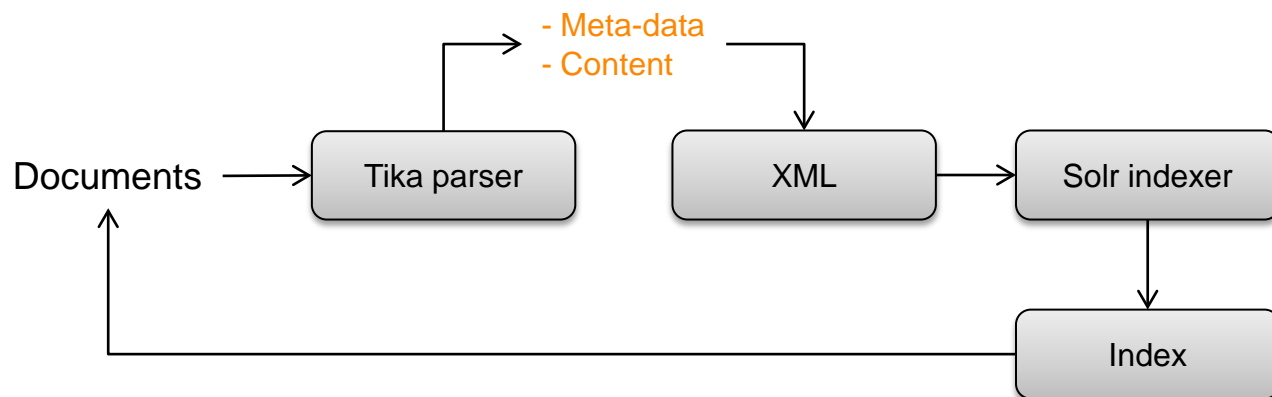 - Meta-data
- Content
Documents
Tika parser
XML
Solr indexer
Index